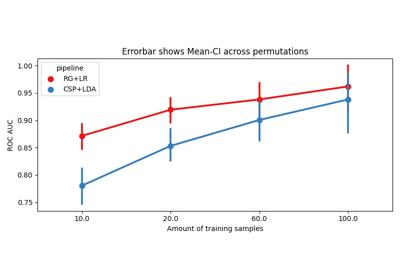 Errorbar shows Mean-CI across permutations
pipeline
RG+LR
CSP+LDA
ROC AUC
1.00
0.95
0.90
0.85
0.80
0.75
10.0 20.0 60.0 100.0
Amount of training samples